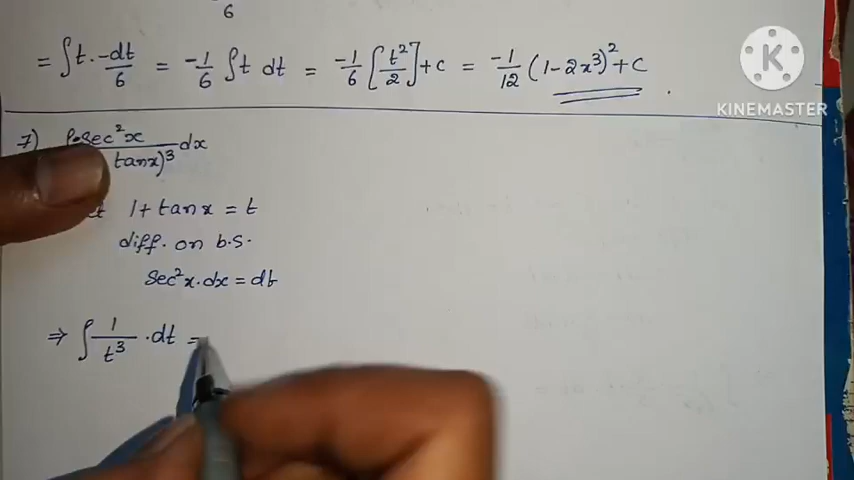 6
= ∫t · -dt/6 = -1/6 ∫t dt = -1/6 [t²/2] + c = -1/12 (1-2x³)² + c .
KINEMASTER
7) sec²x / tanx)³ dx
1 + tanx = t
diff. on b.s.
sec²x.dx = dt
⇒ ∫ 1/t³ · dt =